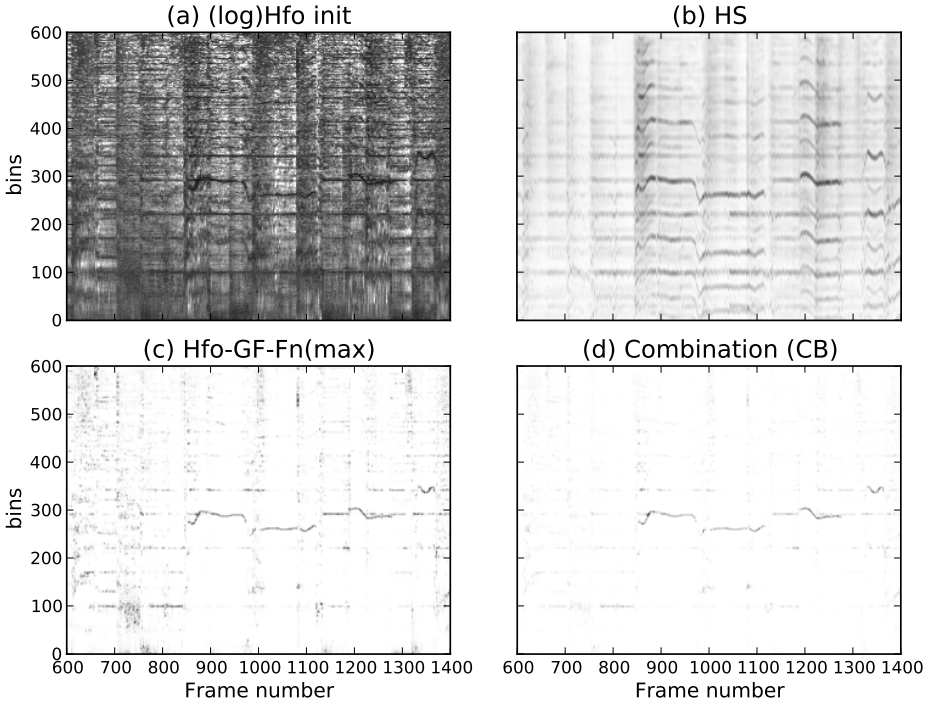 (a) (log)Hfo init
(b) HS
600
500
400
300
200
100
0
bins
(c) Hfo-GF-Fn(max)
(d) Combination (CB)
600
500
400
300
200
100
0
bins
600 700 800 900 1000 1100 1200 1300 1400
600 700 800 900 1000 1100 1200 1300 1400
Frame number
Frame number